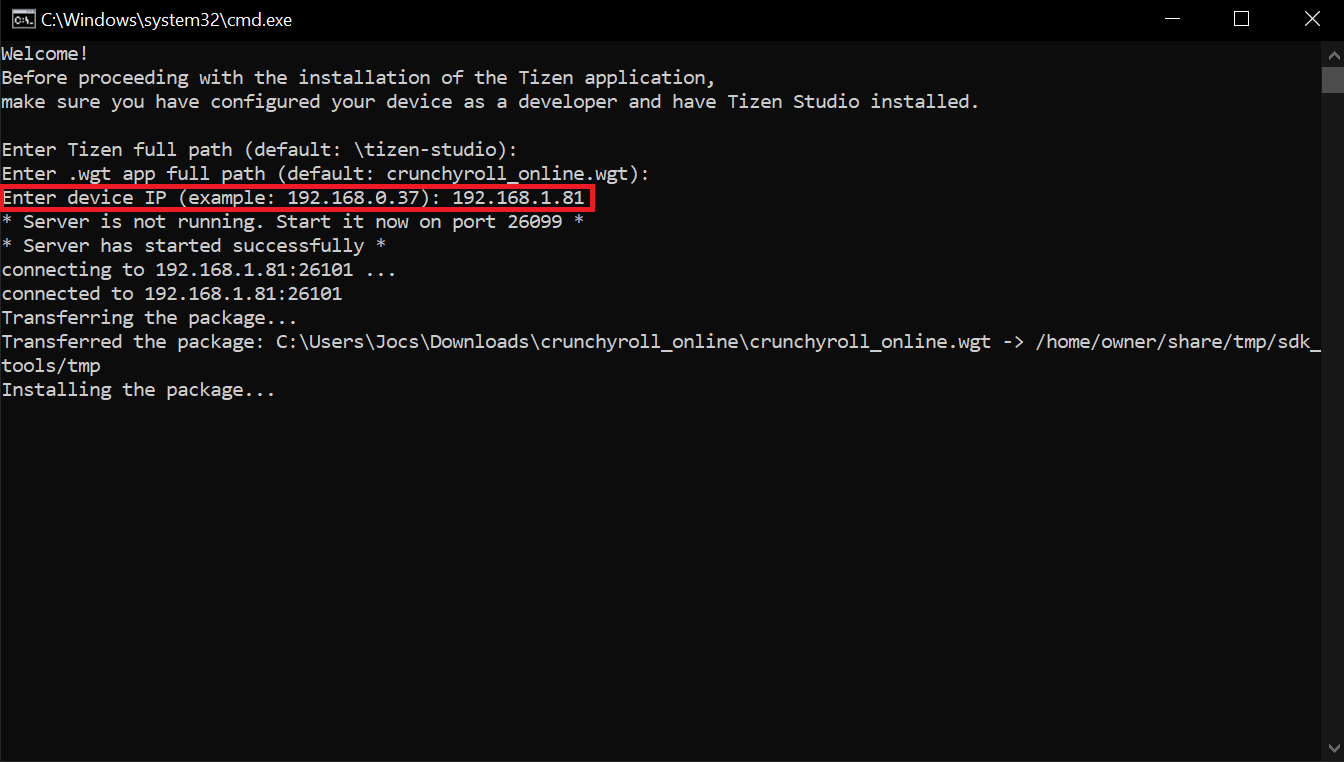 C:\Windows\system32\cmd.exe
Welcome!
Before proceeding with the installation of the Tizen application,
make sure you have configured your device as a developer and have Tizen Studio installed.
Enter Tizen full path (default: \tizen-studio):
Enter .wgt app full path (default: crunchyroll_online.wgt):
Enter device IP (example: 192.168.0.37): 192.168.1.81
* Server is not running. Start it now on port 26099 *
* Server has started successfully *
connecting to 192.168.1.81:26101 ...
connected to 192.168.1.81:26101
Transferring the package...
Transferred the package: C:\Users\Jocs\Downloads\crunchyroll_online\crunchyroll_online.wgt -> /home/owner/share/tmp/sdk_
tools/tmp
Installing the package...